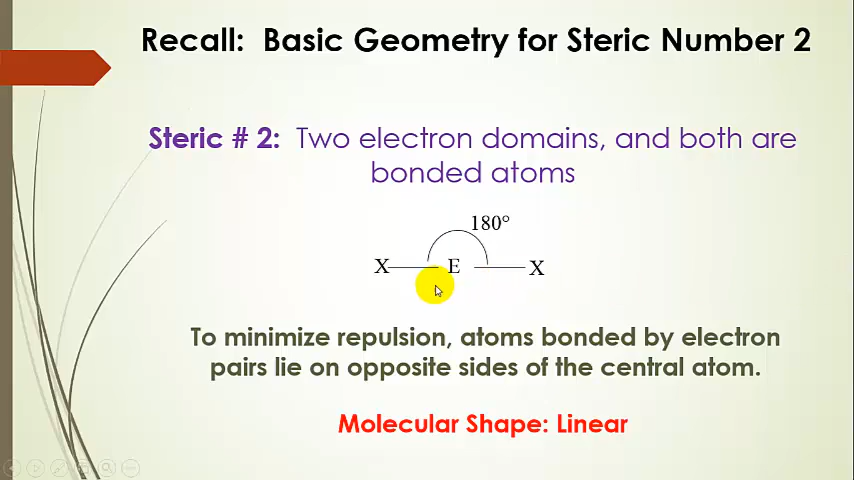 Recall:  Basic Geometry for Steric Number 2
Steric # 2:  Two electron domains, and both are
bonded atoms
180°
X E X
To minimize repulsion, atoms bonded by electron
pairs lie on opposite sides of the central atom.
Molecular Shape: Linear